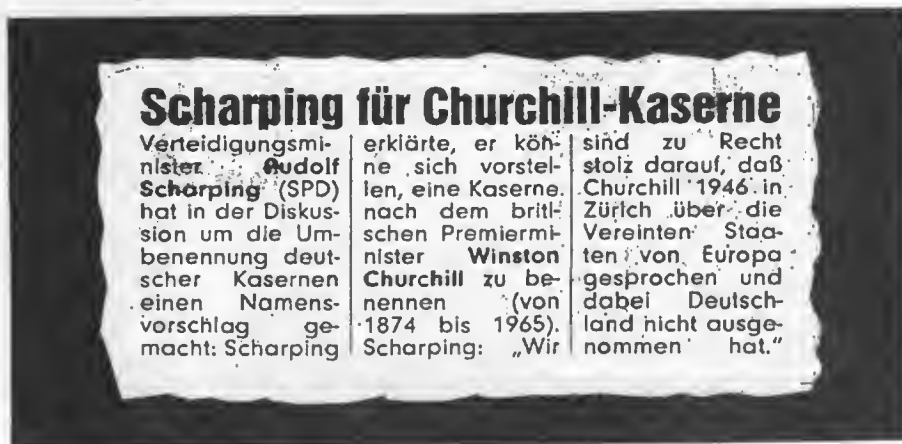 Scharping für Churchill-Kaserne
Verteidigungsmi-
nister Rudolf
Scharping (SPD)
hat in der Diskus-
sion um die Um-
benennung deut-
scher Kasernen
einen Namens-
vorschlag ge-
macht: Scharping
erklärte, er kön-
ne sich vorstel-
len, eine Kaserne
nach dem briti-
schen Premiermi-
nister Winston
Churchill zu be-
nennen (von
1874 bis 1965).
Scharping: „Wir
sind zu Recht
stolz darauf, daß
Churchill 1946 in
Zürich über die
Vereinten Staa-
ten von Europa
gesprochen und
dabei Deutsch-
land nicht ausge-
nommen hat.“